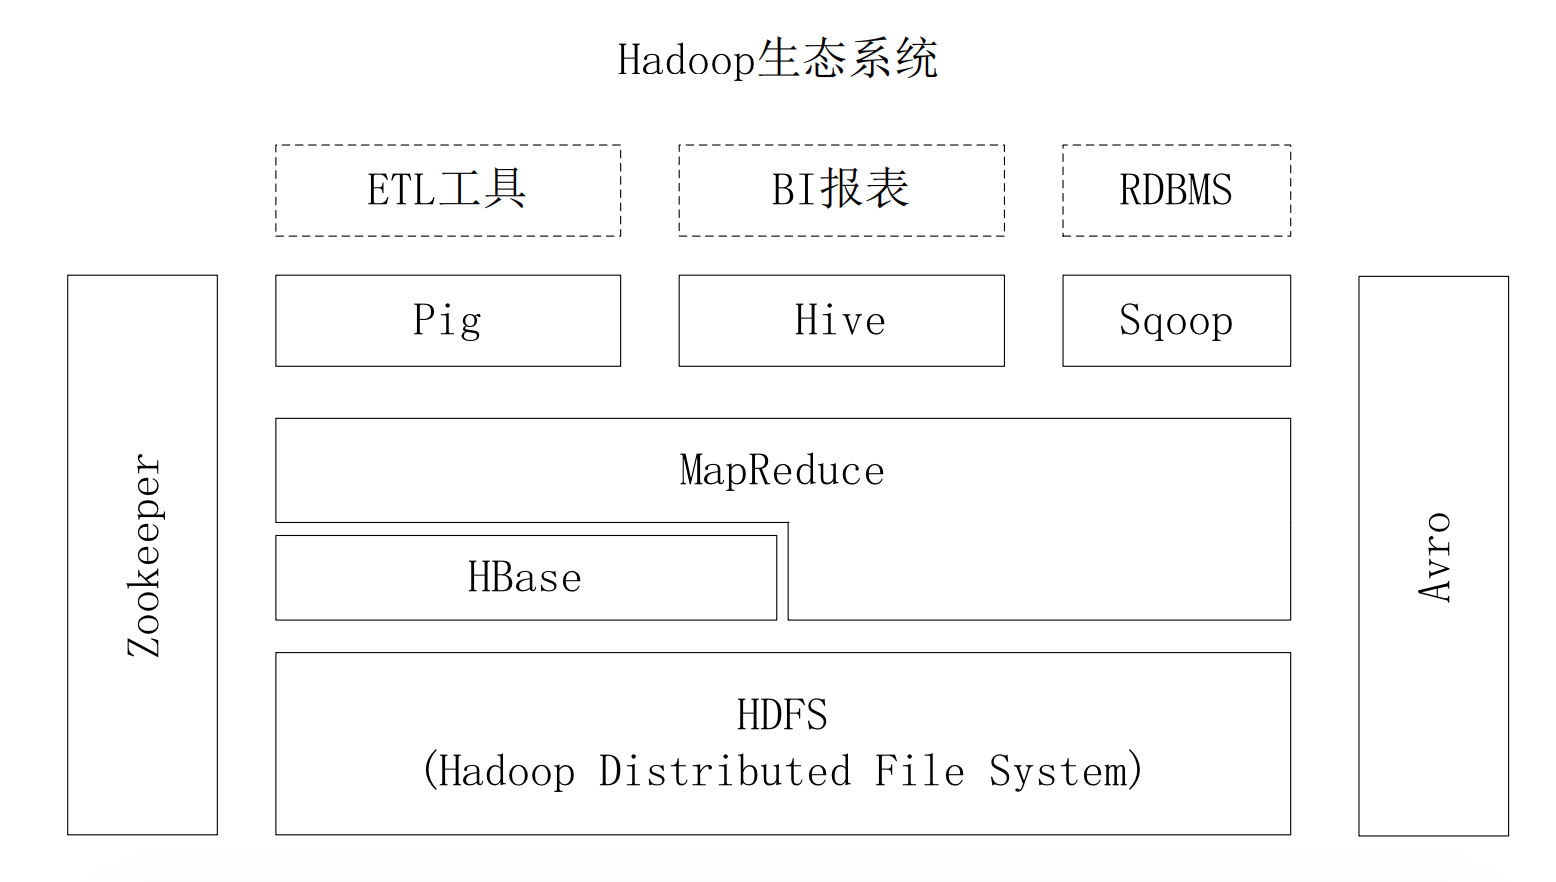 Hadoop生态系统
ETL工具
BI报表
RDBMS
Pig
Hive
Sqoop
Zookeeper
MapReduce
HBase
Avro
HDFS
(Hadoop Distributed File System)